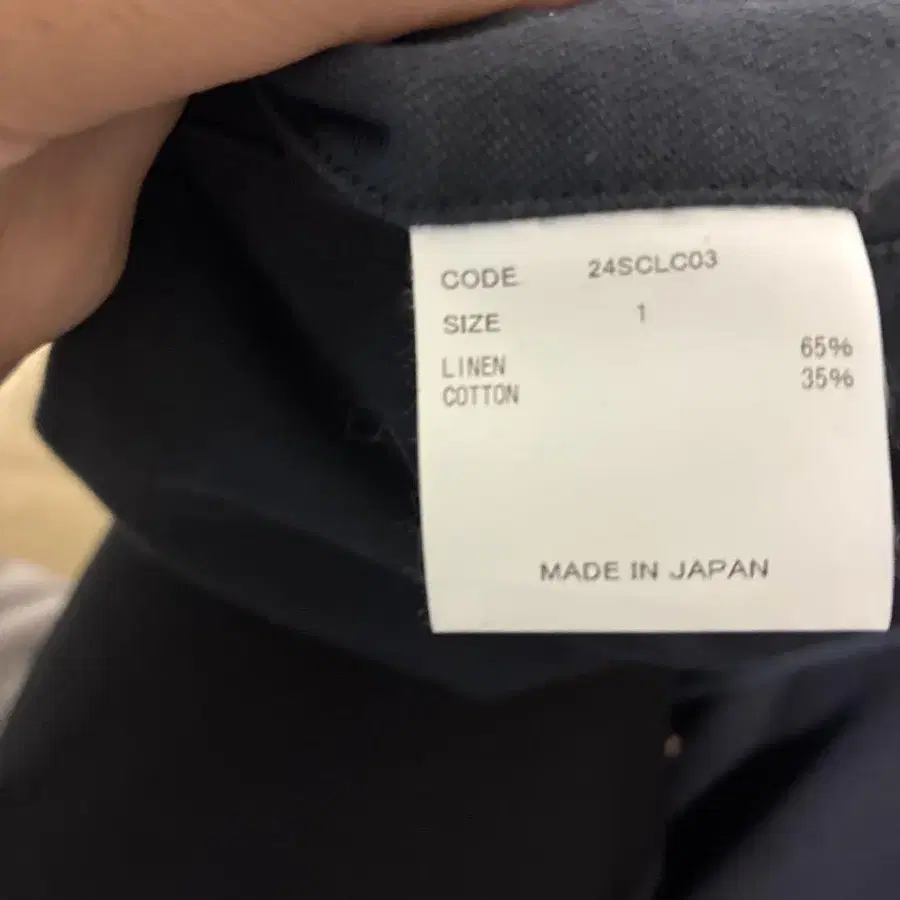 CODE 24SCLC03
SIZE 1
LINEN 65%
COTTON 35%
MADE IN JAPAN